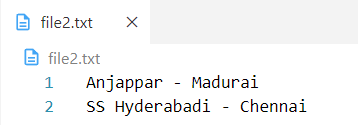 file2.txt
file2.txt
1 Anjappar - Madurai
2 SS Hyderabadi - Chennai